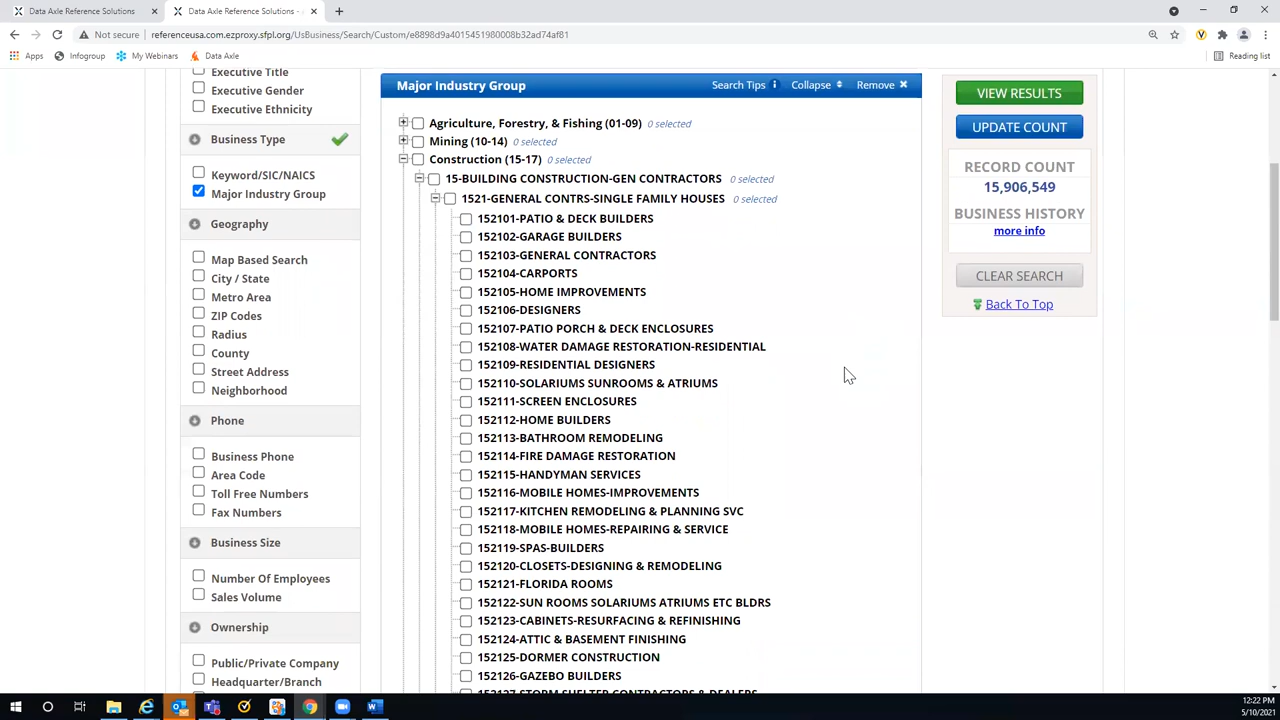 Data Axle Reference Solutions
Data Axle Reference Solutions -
Not secure
referenceusa.com.ezproxy.sfpl.org/UsBusiness/Search/Custom/e8898d9a4015451980008b32ad74af81
Apps
Infogroup
My Webinars
Data Axle
Reading list
Executive Title
Executive Gender
Executive Ethnicity
Business Type
Keyword/SIC/NAICS
Major Industry Group
Geography
Map Based Search
City / State
Metro Area
ZIP Codes
Radius
County
Street Address
Neighborhood
Phone
Business Phone
Area Code
Toll Free Numbers
Fax Numbers
Business Size
Number Of Employees
Sales Volume
Ownership
Public/Private Company
Headquarter/Branch
Major Industry Group
Search Tips
Collapse
Remove
Agriculture, Forestry, & Fishing (01-09) 0 selected
Mining (10-14) 0 selected
Construction (15-17) 0 selected
15-BUILDING CONSTRUCTION-GEN CONTRACTORS 0 selected
1521-GENERAL CONTRS-SINGLE FAMILY HOUSES 0 selected
152101-PATIO & DECK BUILDERS
152102-GARAGE BUILDERS
152103-GENERAL CONTRACTORS
152104-CARPORTS
152105-HOME IMPROVEMENTS
152106-DESIGNERS
152107-PATIO PORCH & DECK ENCLOSURES
152108-WATER DAMAGE RESTORATION-RESIDENTIAL
152109-RESIDENTIAL DESIGNERS
152110-SOLARIUMS SUNROOMS & ATRIUMS
152111-SCREEN ENCLOSURES
152112-HOME BUILDERS
152113-BATHROOM REMODELING
152114-FIRE DAMAGE RESTORATION
152115-HANDYMAN SERVICES
152116-MOBILE HOMES-IMPROVEMENTS
152117-KITCHEN REMODELING & PLANNING SVC
152118-MOBILE HOMES-REPAIRING & SERVICE
152119-SPAS-BUILDERS
152120-CLOSETS-DESIGNING & REMODELING
152121-FLORIDA ROOMS
152122-SUN ROOMS SOLARIUMS ATRIUMS ETC BLDRS
152123-CABINETS-RESURFACING & REFINISHING
152124-ATTIC & BASEMENT FINISHING
152125-DORMER CONSTRUCTION
152126-GAZEBO BUILDERS
152127-STORM SHELTER CONTRACTORS & DEALERS
VIEW RESULTS
UPDATE COUNT
RECORD COUNT
15,906,549
BUSINESS HISTORY
more info
CLEAR SEARCH
Back To Top
12:22 PM
5/10/2021